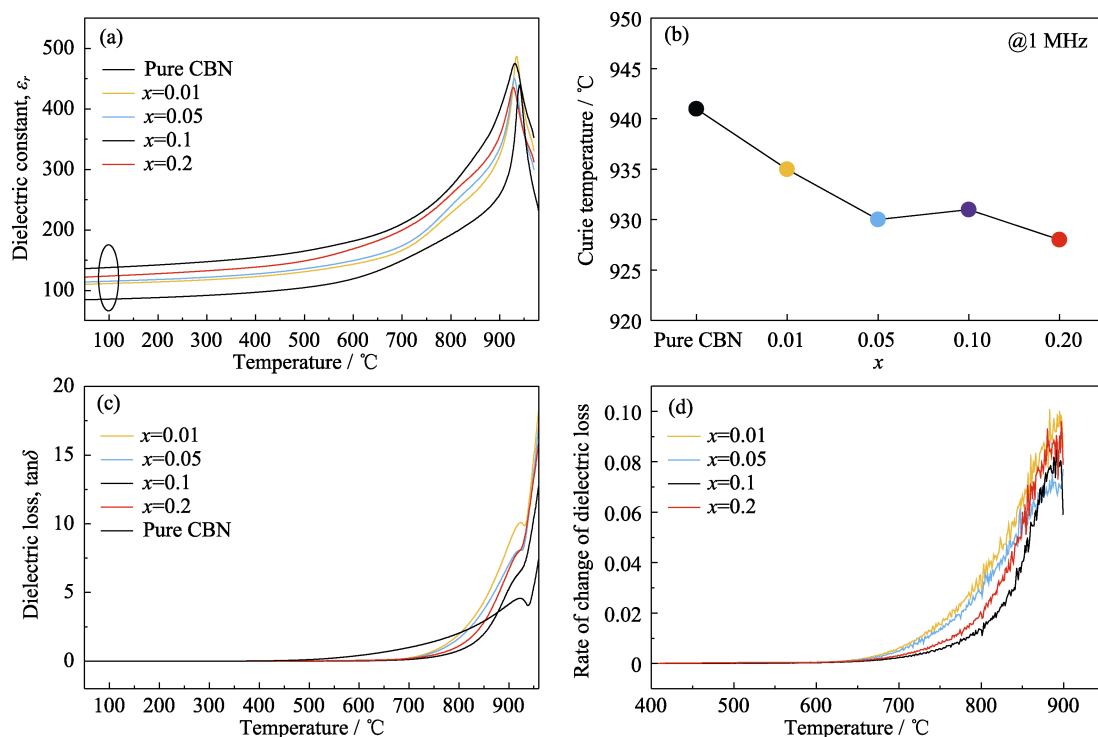 (a)
Pure CBN
x=0.01
x=0.05
x=0.1
x=0.2
500
400
300
200
100
Dielectric constant, εr
100 200 300 400 500 600 700 800 900
Temperature / ℃
(b)
@1 MHz
950
945
940
935
930
925
920
Curie temperature / ℃
Pure CBN 0.01 0.05 0.10 0.20
x
(c)
x=0.01
x=0.05
x=0.1
x=0.2
Pure CBN
20
15
10
5
0
Dielectric loss, tanδ
100 200 300 400 500 600 700 800 900
Temperature / ℃
(d)
x=0.01
x=0.05
x=0.1
x=0.2
0.10
0.08
0.06
0.04
0.02
0
Rate of change of dielectric loss
400 500 600 700 800 900
Temperature / ℃